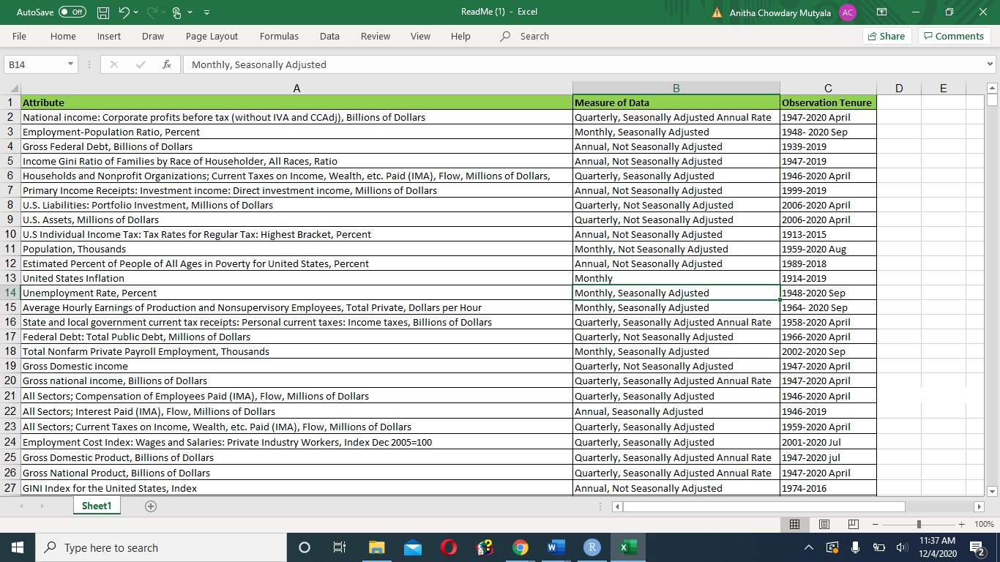 AutoSave Off ReadMe (1) - Excel Anitha Chowdary Mutyala AC
File Home Insert Draw Page Layout Formulas Data Review View Help Search Share Comments
B14 fx Monthly, Seasonally Adjusted
A B C D E
1 Attribute Measure of Data Observation Tenure
2 National income: Corporate profits before tax (without IVA and CCAdj), Billions of Dollars Quarterly, Seasonally Adjusted Annual Rate 1947-2020 April
3 Employment-Population Ratio, Percent Monthly, Seasonally Adjusted 1948- 2020 Sep
4 Gross Federal Debt, Billions of Dollars Annual, Not Seasonally Adjusted 1939-2019
5 Income Gini Ratio of Families by Race of Householder, All Races, Ratio Annual, Not Seasonally Adjusted 1947-2019
6 Households and Nonprofit Organizations; Current Taxes on Income, Wealth, etc. Paid (IMA), Flow, Millions of Dollars, Quarterly, Seasonally Adjusted 1946-2020 April
7 Primary Income Receipts: Investment income: Direct investment income, Millions of Dollars Annual, Not Seasonally Adjusted 1999-2019
8 U.S. Liabilities: Portfolio Investment, Millions of Dollars Quarterly, Not Seasonally Adjusted 2006-2020 April
9 U.S. Assets, Millions of Dollars Quarterly, Not Seasonally Adjusted 2006-2020 April
10 U.S Individual Income Tax: Tax Rates for Regular Tax: Highest Bracket, Percent Annual, Not Seasonally Adjusted 1913-2015
11 Population, Thousands Monthly, Not Seasonally Adjusted 1959-2020 Aug
12 Estimated Percent of People of All Ages in Poverty for United States, Percent Annual, Not Seasonally Adjusted 1989-2018
13 United States Inflation Monthly 1914-2019
14 Unemployment Rate, Percent Monthly, Seasonally Adjusted 1948-2020 Sep
15 Average Hourly Earnings of Production and Nonsupervisory Employees, Total Private, Dollars per Hour Monthly, Seasonally Adjusted 1964- 2020 Sep
16 State and local government current tax receipts: Personal current taxes: Income taxes, Billions of Dollars Quarterly, Seasonally Adjusted Annual Rate 1958-2020 April
17 Federal Debt: Total Public Debt, Millions of Dollars Quarterly, Not Seasonally Adjusted 1966-2020 April
18 Total Nonfarm Private Payroll Employment, Thousands Monthly, Seasonally Adjusted 2002-2020 Sep
19 Gross Domestic income Quarterly, Not Seasonally Adjusted 1947-2020 April
20 Gross national income, Billions of Dollars Quarterly, Seasonally Adjusted Annual Rate 1947-2020 April
21 All Sectors; Compensation of Employees Paid (IMA), Flow, Millions of Dollars Quarterly, Seasonally Adjusted 1946-2020 April
22 All Sectors; Interest Paid (IMA), Flow, Millions of Dollars Annual, Seasonally Adjusted 1946-2019
23 All Sectors; Current Taxes on Income, Wealth, etc. Paid (IMA), Flow, Millions of Dollars Quarterly, Seasonally Adjusted 1959-2020 April
24 Employment Cost Index: Wages and Salaries: Private Industry Workers, Index Dec 2005=100 Quarterly, Seasonally Adjusted 2001-2020 Jul
25 Gross Domestic Product, Billions of Dollars Quarterly, Seasonally Adjusted Annual Rate 1947-2020 jul
26 Gross National Product, Billions of Dollars Quarterly, Seasonally Adjusted Annual Rate 1947-2020 April
27 GINI Index for the United States, Index Annual, Not Seasonally Adjusted 1974-2016
Sheet1
100%
Type here to search W R X 11:37 AM
12/4/2020 2